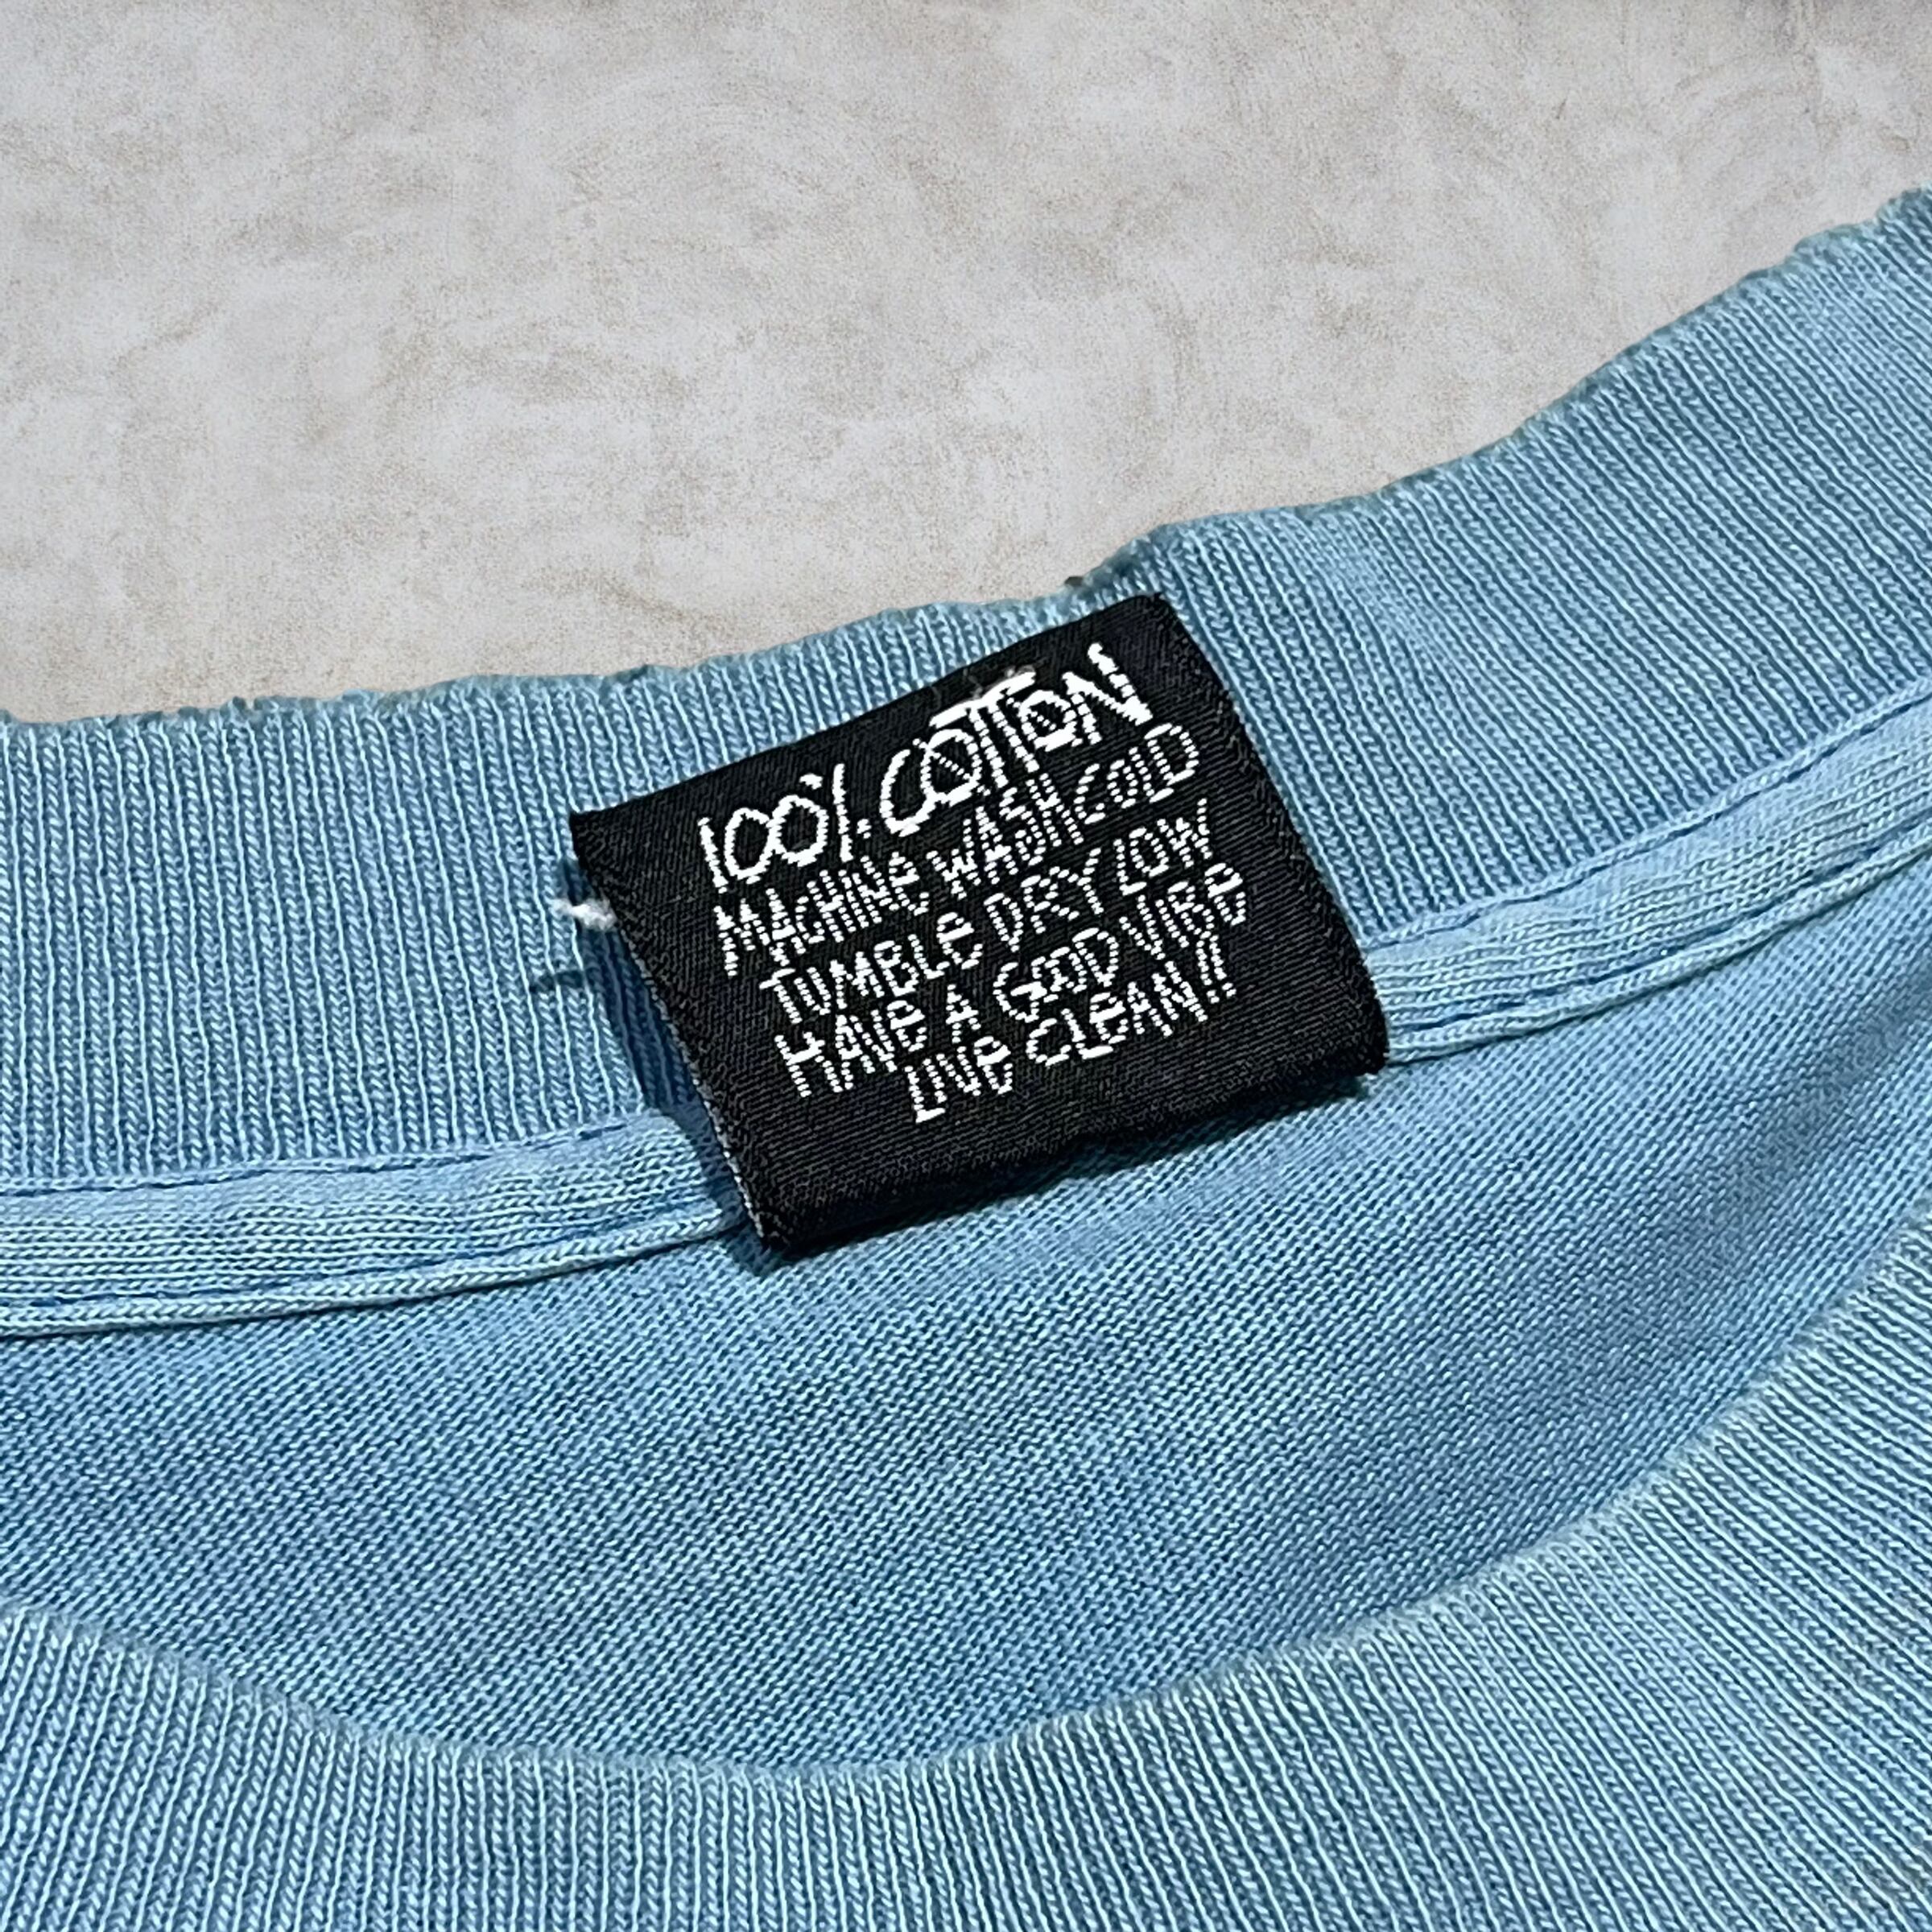 100% COTTON
MACHINe WASH COLD
TUMBLe DRY LOW
HAVe A GOOD VIBe
LIVe CLeAN!!